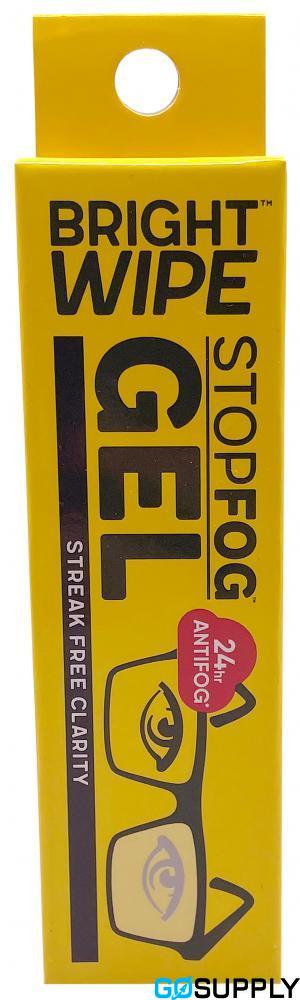 BRIGHT™
WIPE
STOPFOG™
GEL
24hr
ANTIFOG*
STREAK FREE CLARITY
GOSUPPLY